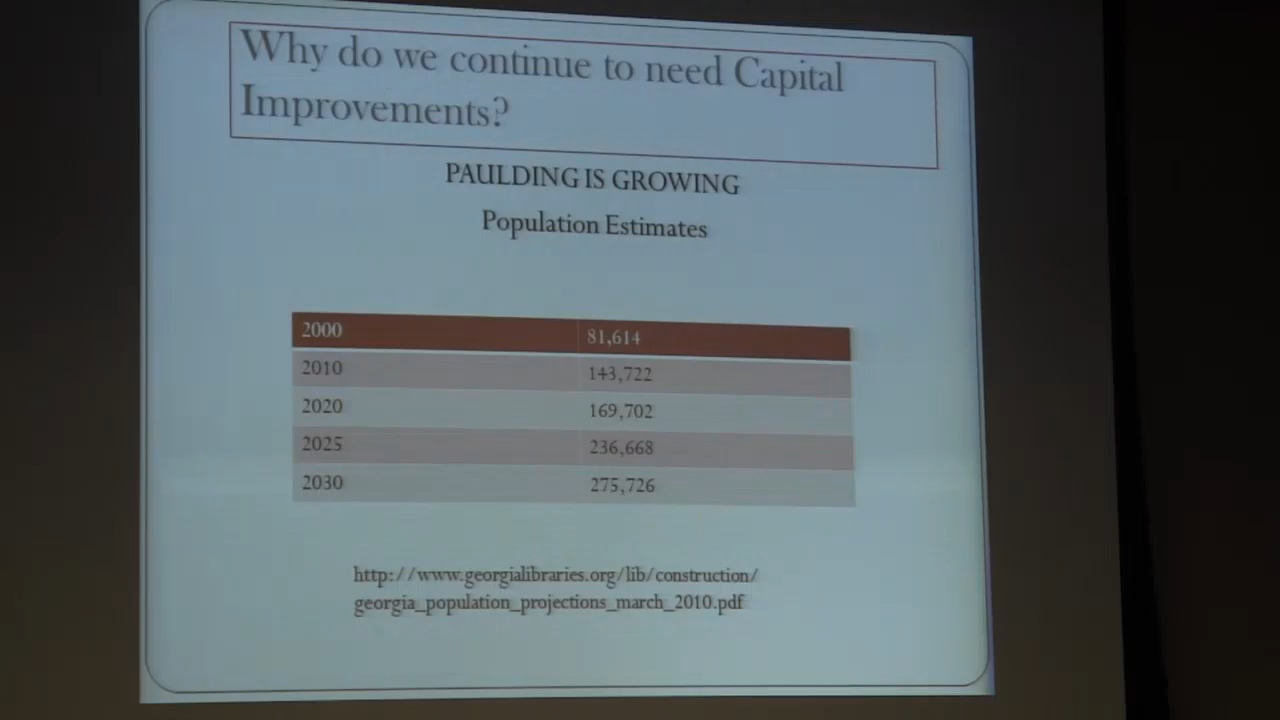 Why do we continue to need Capital
Improvements?
PAULDING IS GROWING
Population Estimates
2000 81,614
2010 143,722
2020 169,702
2025 236,668
2030 275,726
http://www.georgialibraries.org/lib/construction/
georgia_population_projections_march_2010.pdf